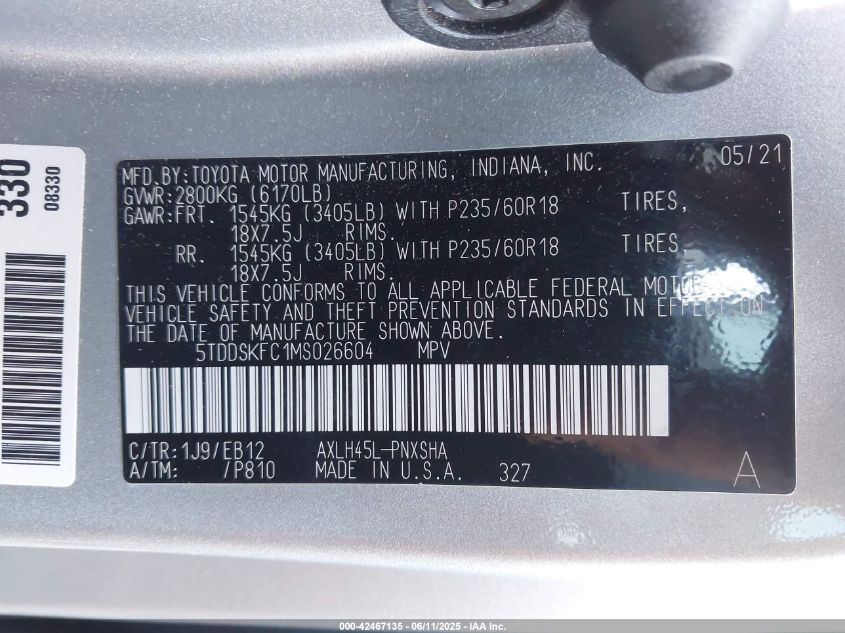 330
08330
MFD.BY:TOYOTA MOTOR MANUFACTURING, INDIANA, INC. 05/21
GVWR:2800KG (6170LB)
GAWR:FRT. 1545KG (3405LB) WITH P235/60R18 TIRES,
18X7.5J RIMS.
RR. 1545KG (3405LB) WITH P235/60R18 TIRES,
18X7.5J RIMS.
THIS VEHICLE CONFORMS TO ALL APPLICABLE FEDERAL MOTOR
VEHICLE SAFETY AND THEFT PREVENTION STANDARDS IN EFFECT ON
THE DATE OF MANUFACTURE SHOWN ABOVE.
5TDDSKFC1MS026604 MPV
C/TR:1J9/EB12 AXLH45L-PNXSHA
A/TM: /P810 MADE IN U.S.A. 327 A
000-42467135 - 06/11/2025 - IAA Inc.